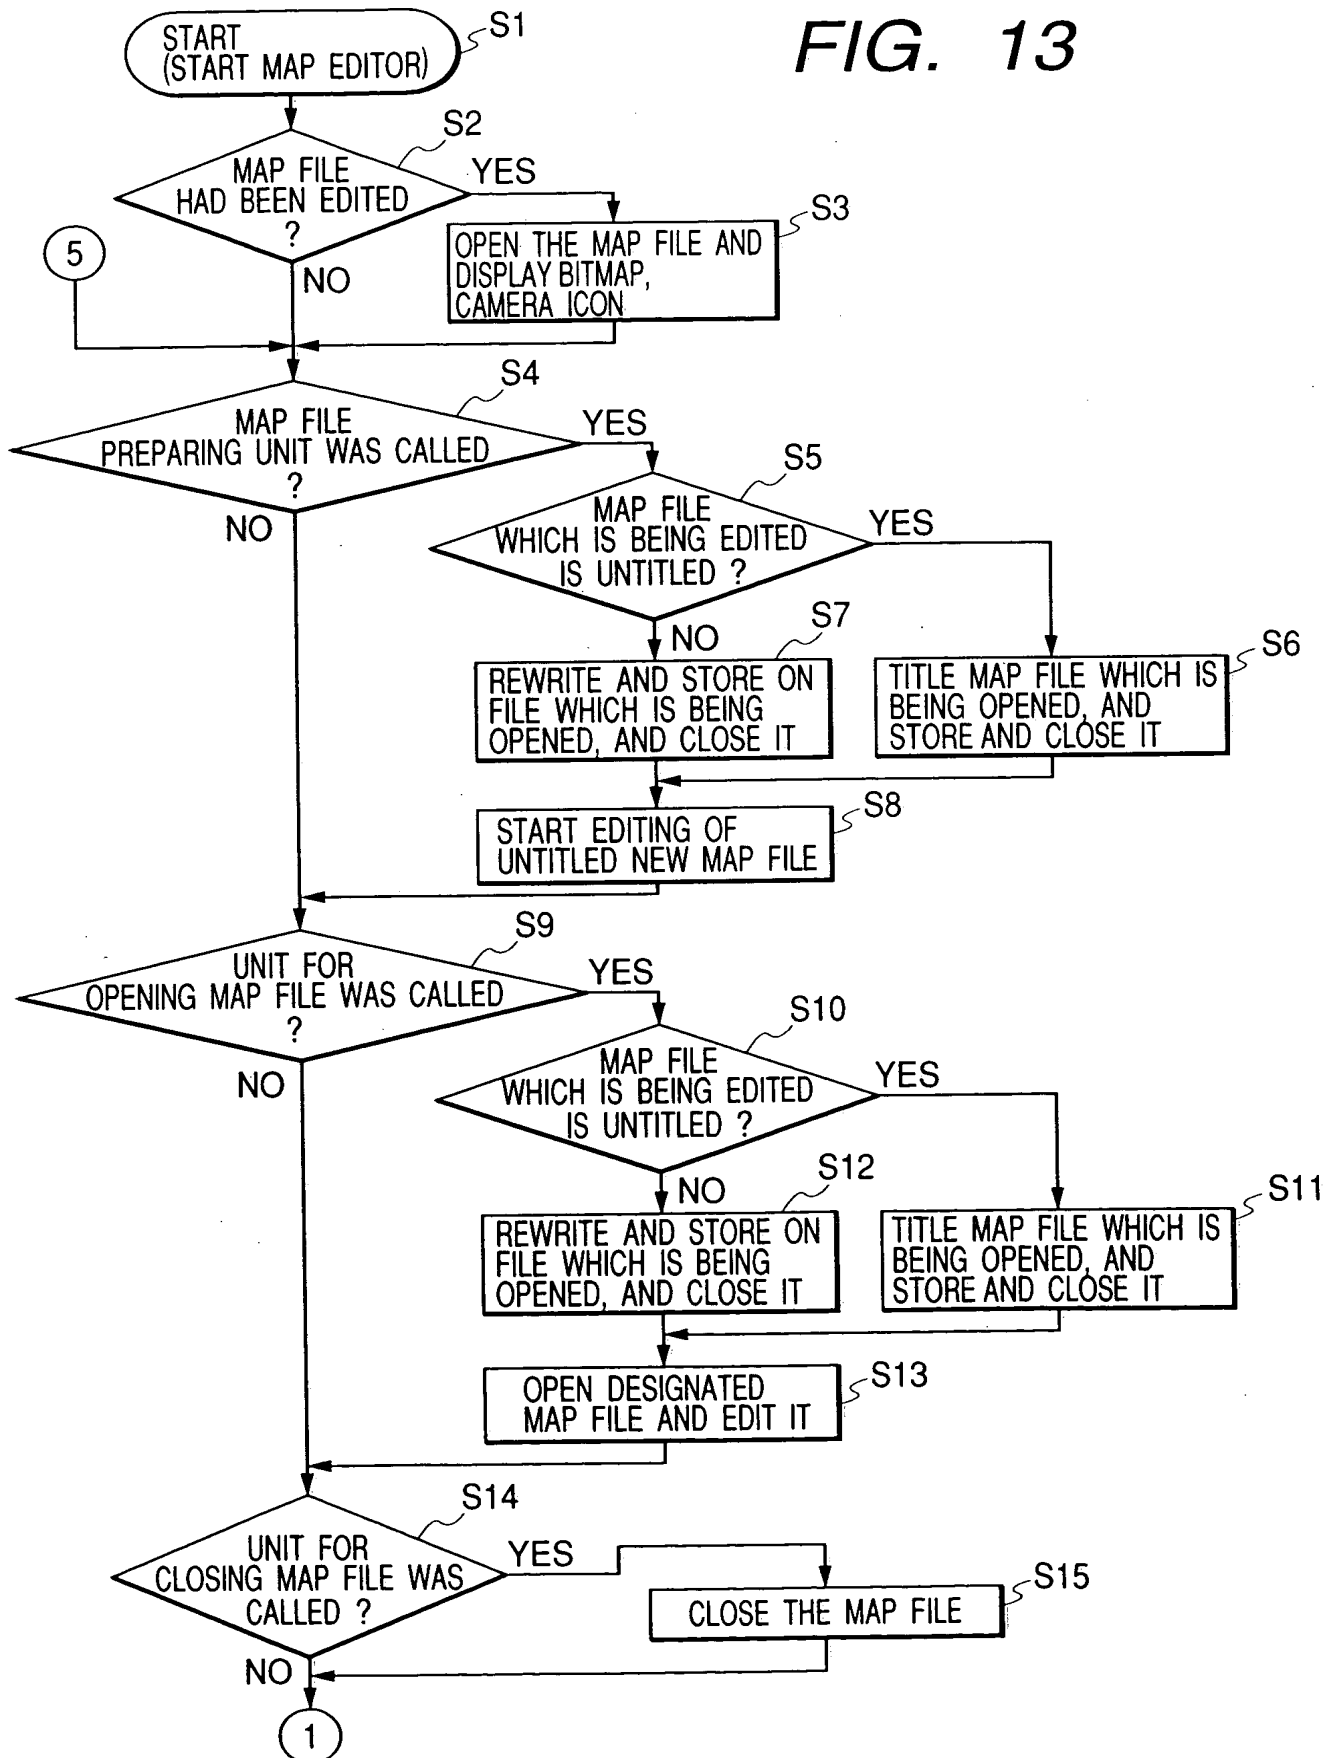 FIG. 13
START
(START MAP EDITOR)
S1
S2
MAP FILE
HAD BEEN EDITED
?
YES
NO
S3
OPEN THE MAP FILE AND
DISPLAY BITMAP,
CAMERA ICON
5
S4
MAP FILE
PREPARING UNIT WAS CALLED
?
YES
NO
S5
MAP FILE
WHICH IS BEING EDITED
IS UNTITLED ?
YES
NO
S7
REWRITE AND STORE ON
FILE WHICH IS BEING
OPENED, AND CLOSE IT
S6
TITLE MAP FILE WHICH IS
BEING OPENED, AND
STORE AND CLOSE IT
S8
START EDITING OF
UNTITLED NEW MAP FILE
S9
UNIT FOR
OPENING MAP FILE WAS CALLED
?
YES
NO
S10
MAP FILE
WHICH IS BEING EDITED
IS UNTITLED ?
YES
NO
S12
REWRITE AND STORE ON
FILE WHICH IS BEING
OPENED, AND CLOSE IT
S11
TITLE MAP FILE WHICH IS
BEING OPENED, AND
STORE AND CLOSE IT
S13
OPEN DESIGNATED
MAP FILE AND EDIT IT
S14
UNIT FOR
CLOSING MAP FILE WAS
CALLED ?
YES
NO
S15
CLOSE THE MAP FILE
1